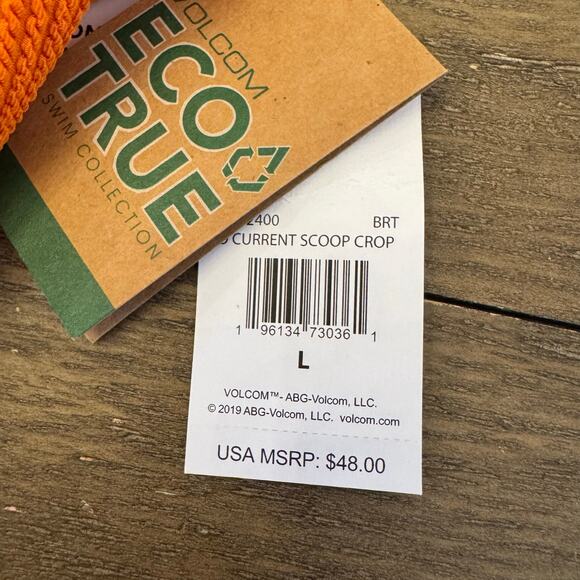 VOLCOM
ECO
TRUE
SWIM COLLECTION
2400 BRT
CURRENT SCOOP CROP
1 96134 73036 1
L
VOLCOM™- ABG-Volcom, LLC.
© 2019 ABG-Volcom, LLC. volcom.com
USA MSRP: $48.00